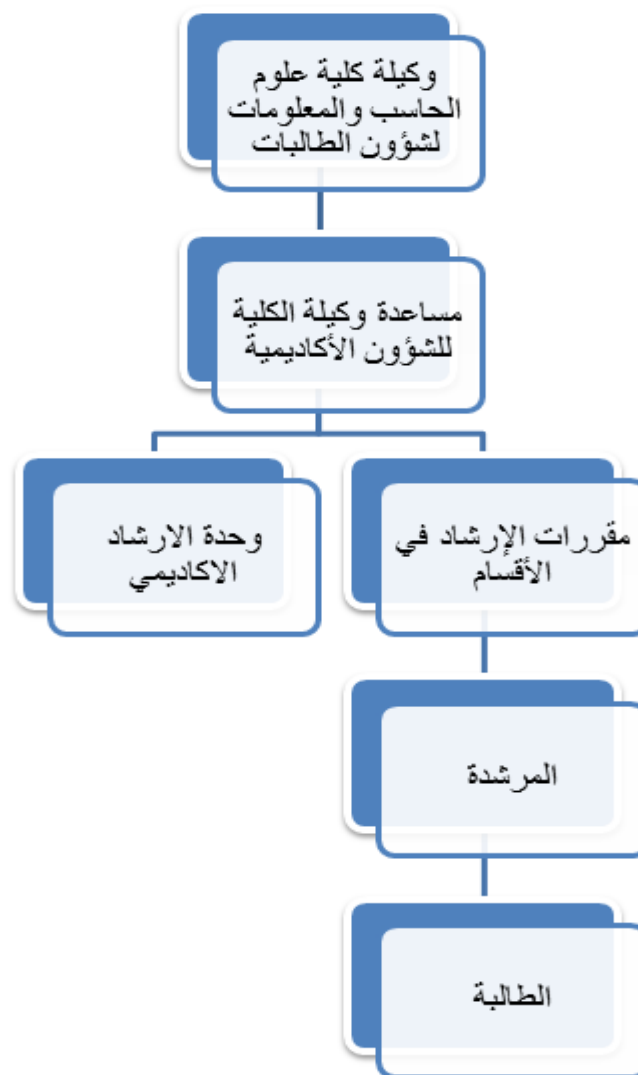 وكيلة كلية علوم
الحاسب والمعلومات
لشؤون الطالبات
مساعدة وكيلة الكلية
للشؤون الأكاديمية
مقررات الإرشاد في
الأقسام
وحدة الارشاد
الاكاديمي
المرشدة
الطالبة